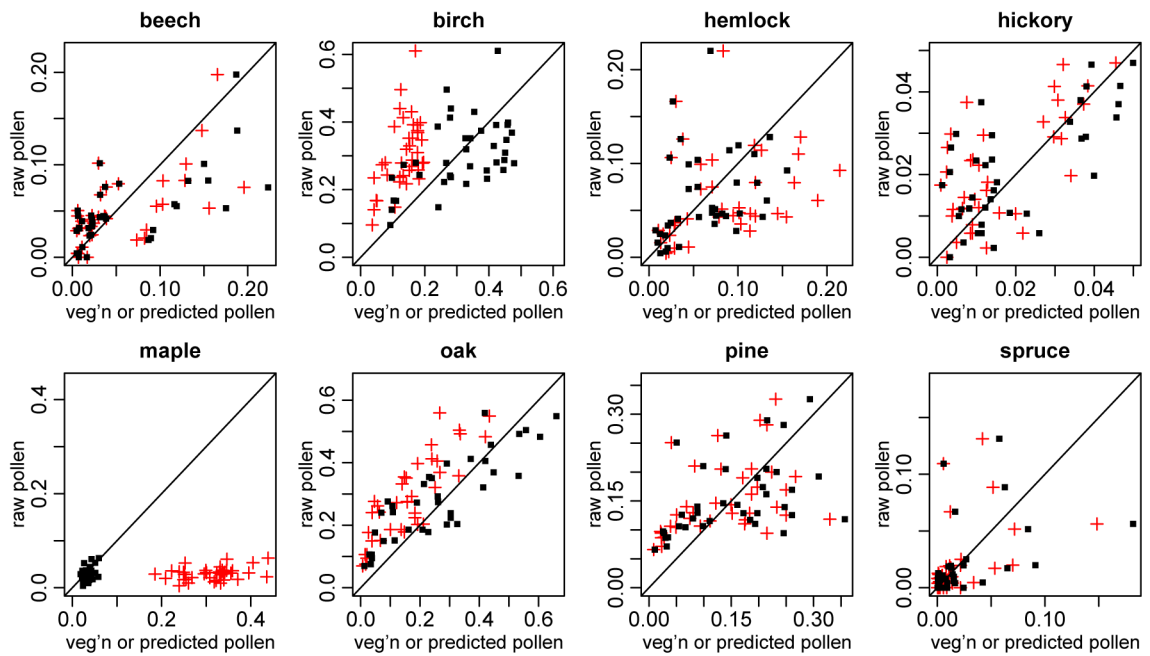 beech
birch
hemlock
hickory
raw pollen
0.00 0.10 0.20
raw pollen
0.0 0.2 0.4 0.6
raw pollen
0.00 0.10 0.20
raw pollen
0.00 0.02 0.04
0.00 0.10 0.20
0.0 0.2 0.4 0.6
0.00 0.10 0.20
0.00 0.02 0.04
veg'n or predicted pollen
veg'n or predicted pollen
veg'n or predicted pollen
veg'n or predicted pollen
maple
oak
pine
spruce
raw pollen
0.0 0.2 0.4
raw pollen
0.0 0.2 0.4 0.6
raw pollen
0.00 0.15 0.30
raw pollen
0.00 0.10
0.0 0.2 0.4
0.0 0.2 0.4 0.6
0.00 0.15 0.30
0.00 0.10
veg'n or predicted pollen
veg'n or predicted pollen
veg'n or predicted pollen
veg'n or predicted pollen